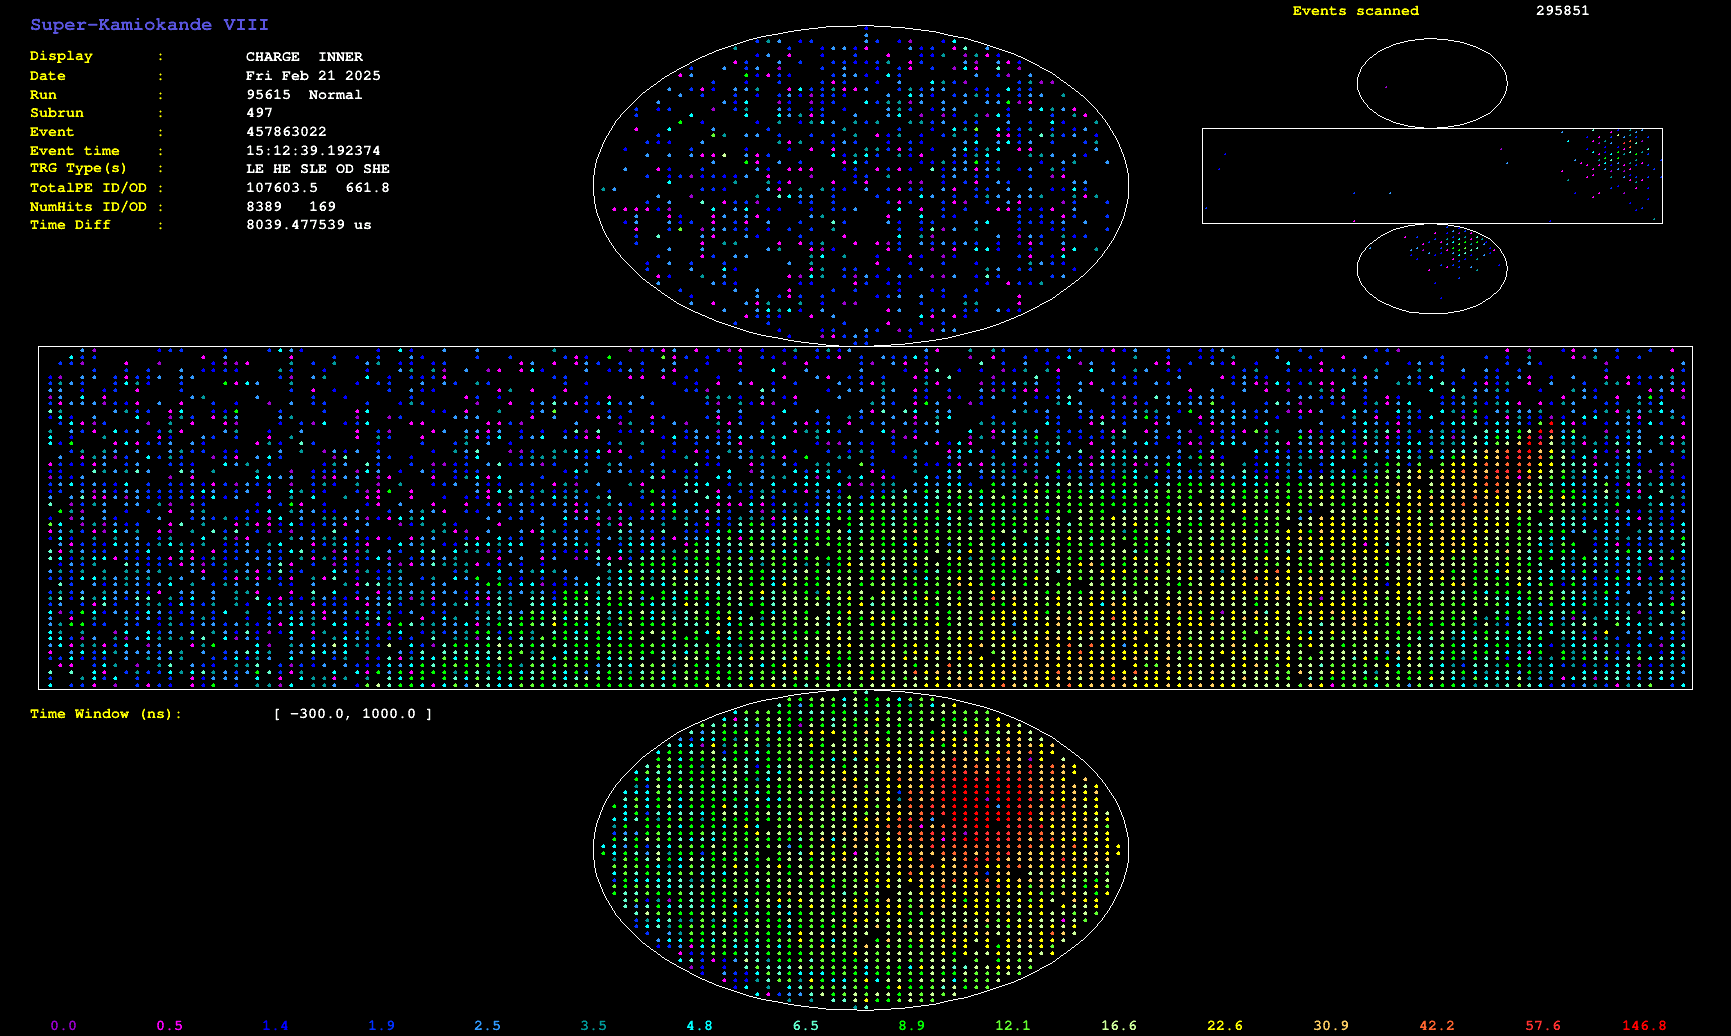 Super-Kamiokande VIII
Events scanned 295851
Display : CHARGE INNER
Date : Fri Feb 21 2025
Run : 95615 Normal
Subrun : 497
Event : 457863022
Event time : 15:12:39.192374
TRG Type(s) : LE HE SLE OD SHE
TotalPE ID/OD : 107603.5 661.8
NumHits ID/OD : 8389 169
Time Diff : 8039.477539 us
Time Window (ns): [ -300.0, 1000.0 ]
0.0 0.5 1.4 1.9 2.5 3.5 4.8 6.5 8.9 12.1 16.6 22.6 30.9 42.2 57.6 146.8